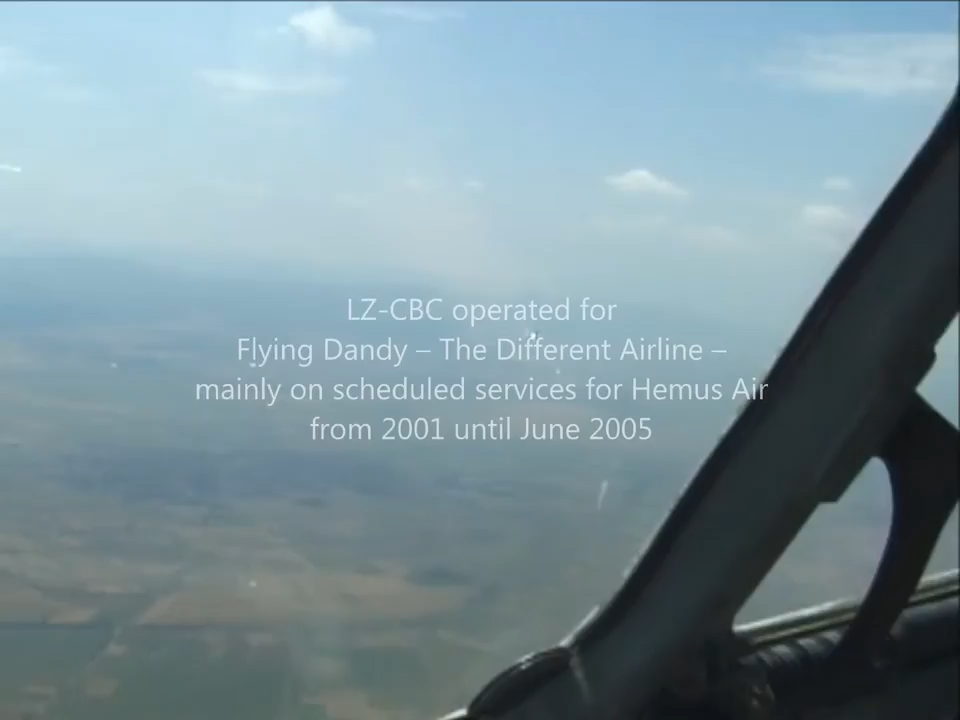 LZ-CBC operated for
Flying Dandy – The Different Airline –
mainly on scheduled services for Hemus Air
from 2001 until June 2005